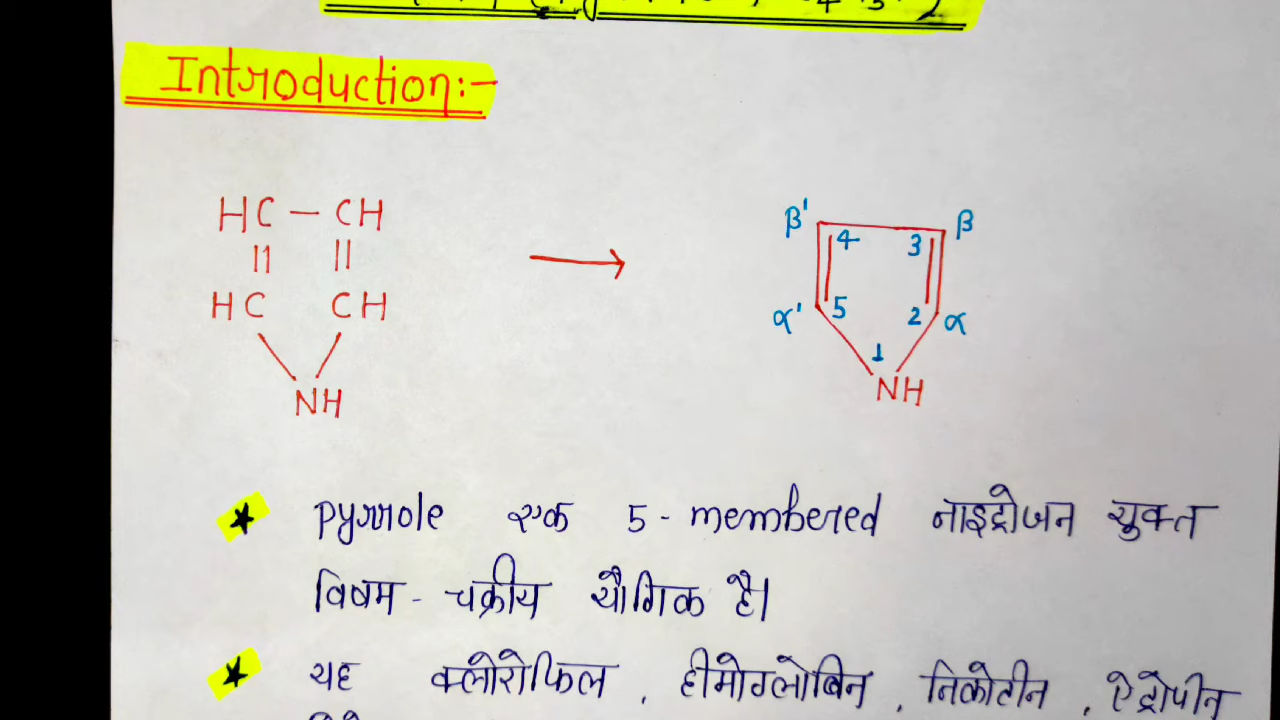 Introduction:-
HC – CH
HC CH
NH
β' 4 3 β
α' 5 2 α
1
NH
★ Pyrrole एक 5 - membered नाइट्रोजन युक्त
विषम - चक्रीय यौगिक है।
★ यह क्लोरोफिल , हीमोग्लोबिन , निकोटीन , ऐट्रोपीन